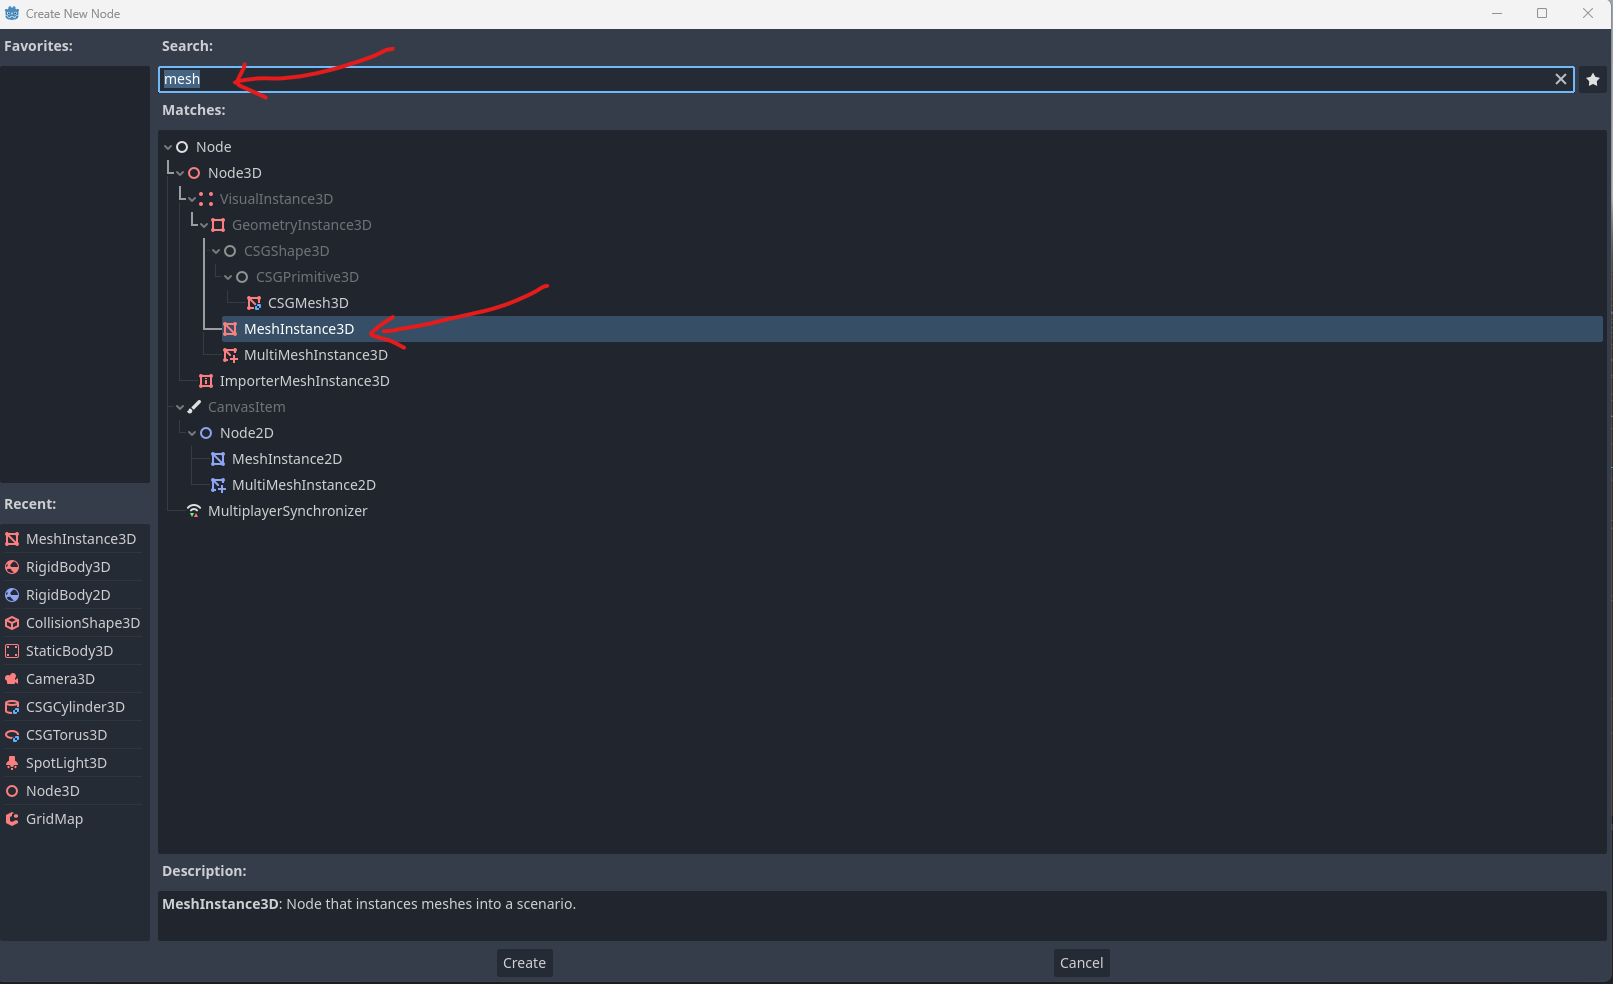 Create New Node
Favorites:
Search:
mesh
Matches:
Node
Node3D
VisualInstance3D
GeometryInstance3D
CSGShape3D
CSGPrimitive3D
CSGMesh3D
MeshInstance3D
MultiMeshInstance3D
ImporterMeshInstance3D
CanvasItem
Node2D
MeshInstance2D
MultiMeshInstance2D
MultiplayerSynchronizer
Recent:
MeshInstance3D
RigidBody3D
RigidBody2D
CollisionShape3D
StaticBody3D
Camera3D
CSGCylinder3D
CSGTorus3D
SpotLight3D
Node3D
GridMap
Description:
MeshInstance3D: Node that instances meshes into a scenario.
Create
Cancel